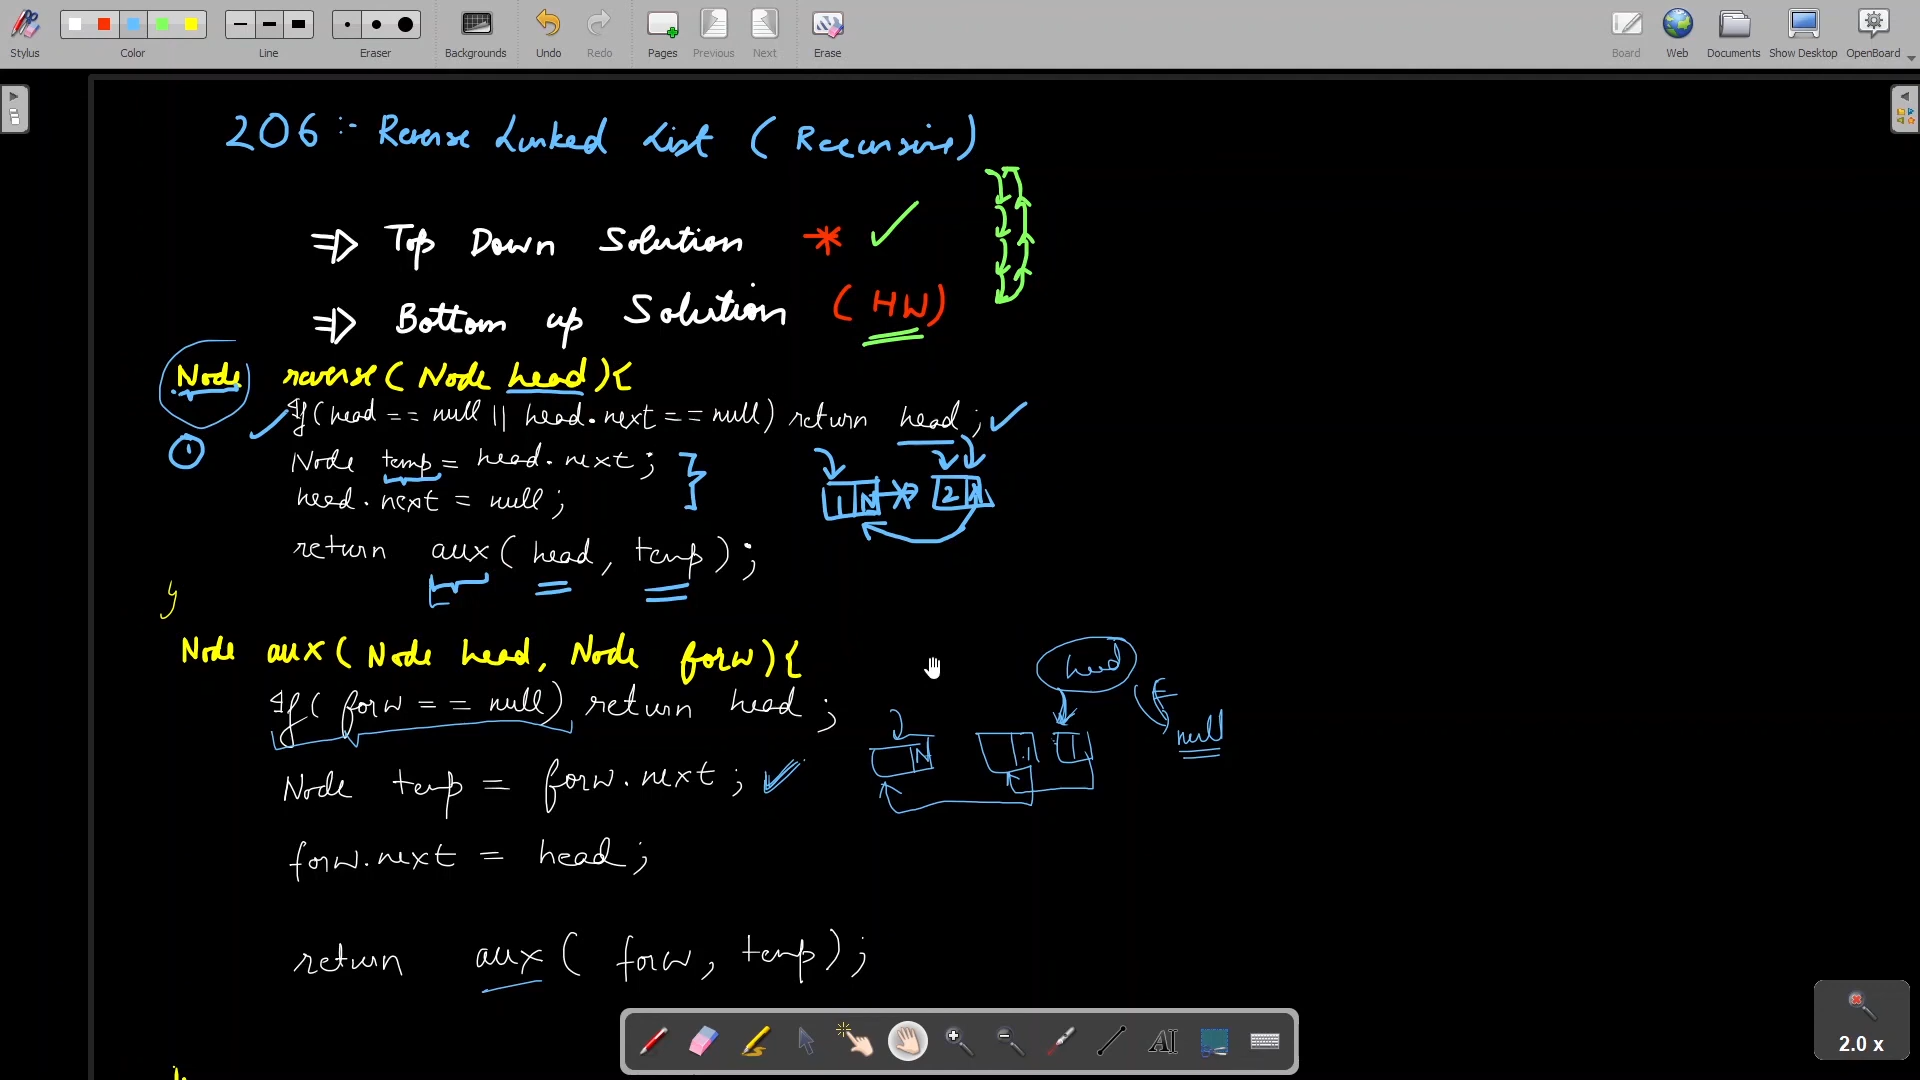 Stylus Color Line Eraser Backgrounds Undo Redo Pages Previous Next Erase Board Web Documents Show Desktop OpenBoard
206 :- Reverse Linked List ( Recursive )
⇒ Top Down Solution * ✓
⇒ Bottom up Solution ( HW )
Node reverse( Node head ){
If( head == null || head.next == null) return head ; ✓
1
Node temp = head.next ; }
head.next = null ;
1 N 2
return aux ( head, temp ) ;
}
Node aux ( Node head, Node forw ) {
head
If( forw == null) return head ;
F
null
N
Node temp = forw.next ; ✓
forw.next = head ;
return aux ( forw, temp ) ;
AI
2.0 x